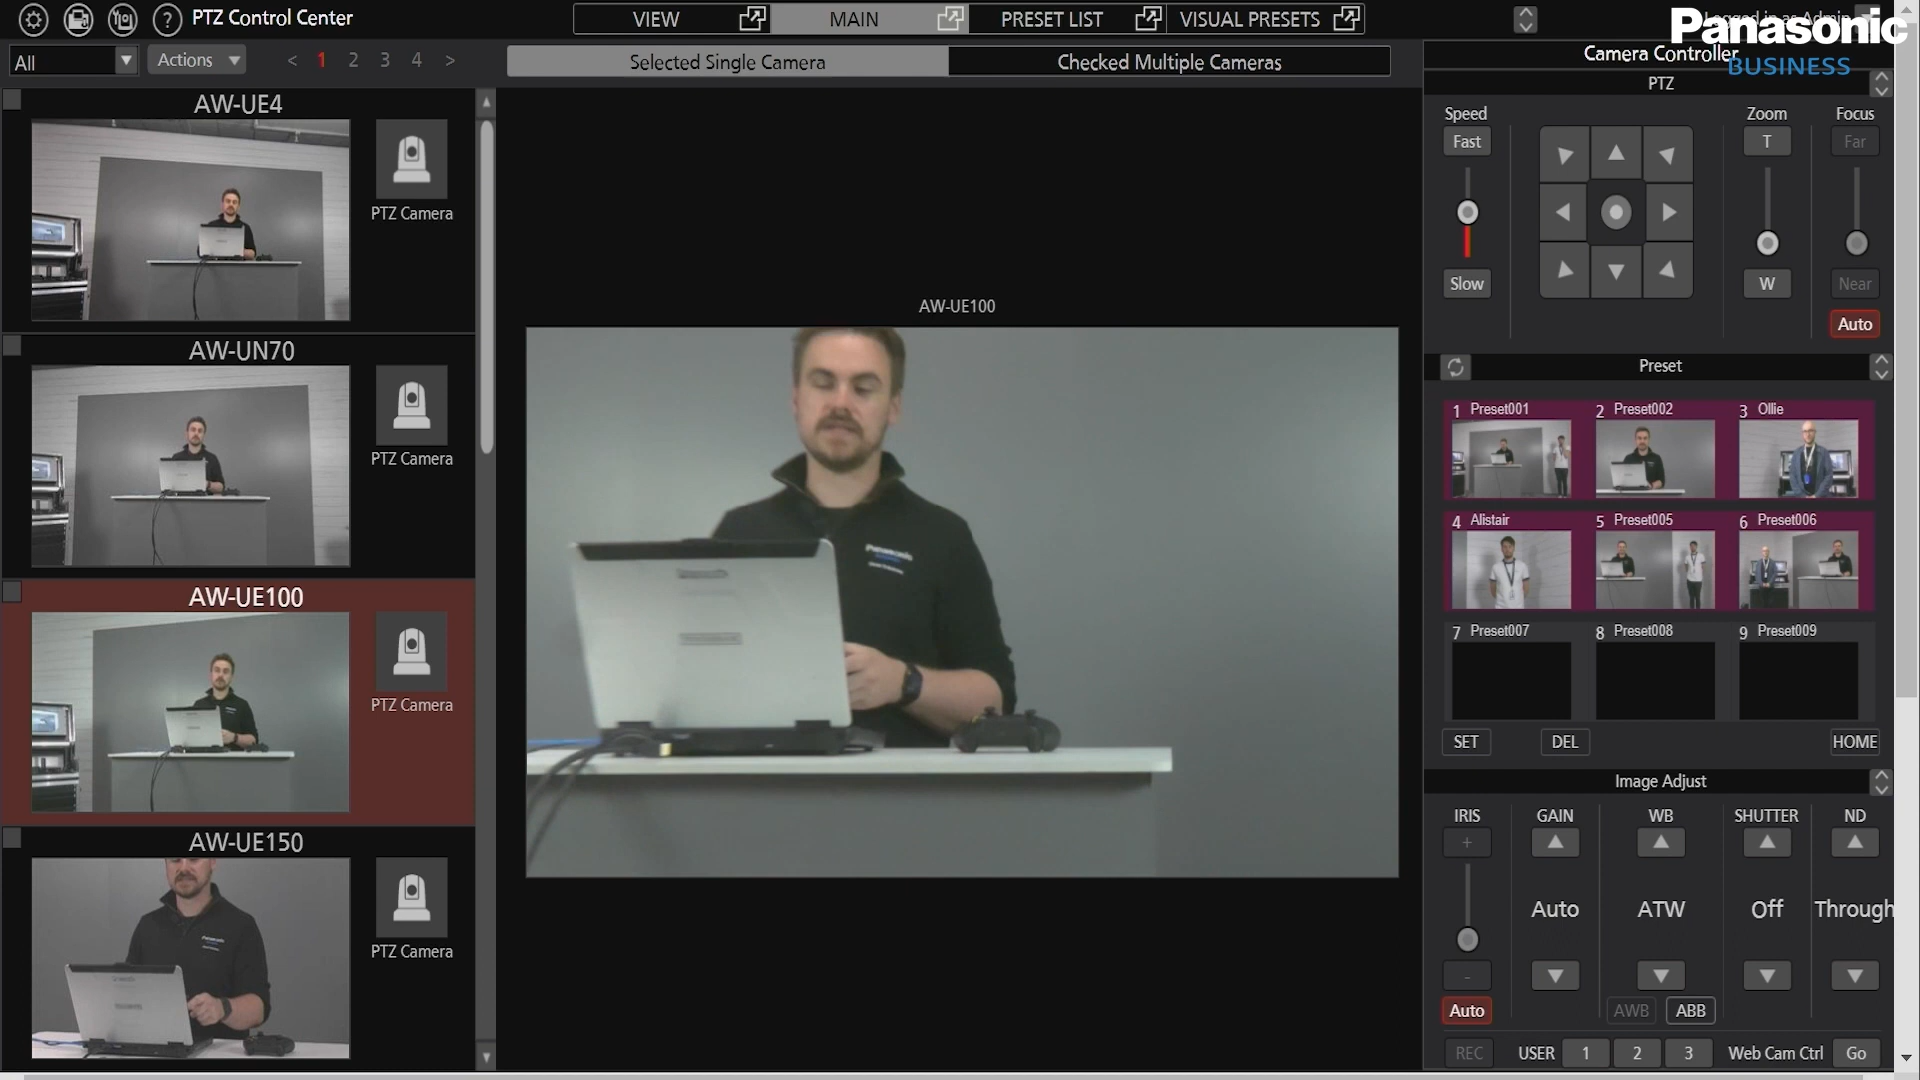 PTZ Control Center
VIEW
MAIN
PRESET LIST
VISUAL PRESETS
Logged in as Admin
Panasonic
BUSINESS
All
Actions
< 1 2 3 4 >
Selected Single Camera
Checked Multiple Cameras
Camera Controller
AW-UE4
PTZ Camera
AW-UN70
PTZ Camera
AW-UE100
PTZ Camera
AW-UE150
PTZ Camera
AW-UE100
Panasonic
PTZ
Speed
Zoom
Focus
Fast
T
Far
Slow
W
Near
Auto
Preset
1 Preset001
2 Preset002
3 Ollie
4 Alistair
5 Preset005
6 Preset006
7 Preset007
8 Preset008
9 Preset009
SET
DEL
HOME
Image Adjust
IRIS
GAIN
WB
SHUTTER
ND
+
Auto
ATW
Off
Through
-
Auto
AWB
ABB
REC
USER
1
2
3
Web Cam Ctrl
Go